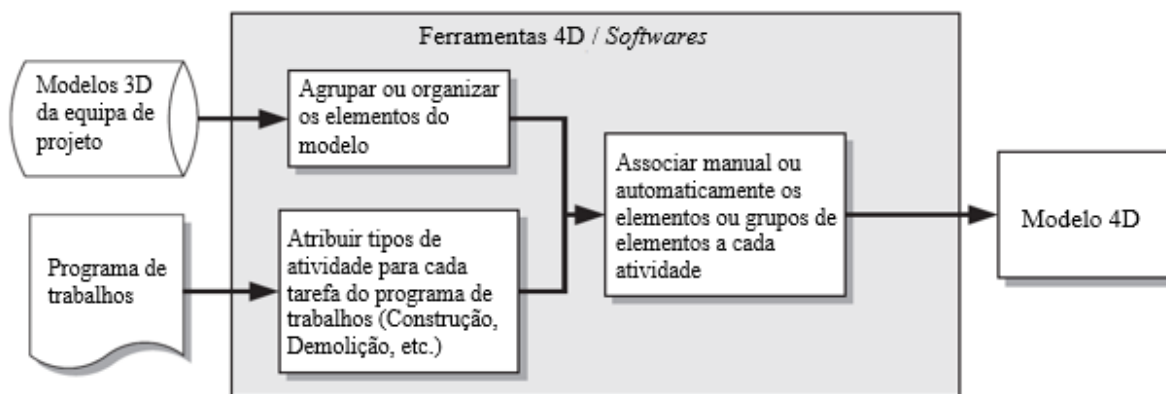 Ferramentas 4D / Softwares
Modelos 3D
da equipa de
projeto
Agrupar ou organizar
os elementos do
modelo
Programa de
trabalhos
Atribuir tipos de
atividade para cada
tarefa do programa de
trabalhos (Construção,
Demolição, etc.)
Associar manual ou
automaticamente os
elementos ou grupos de
elementos a cada
atividade
Modelo 4D